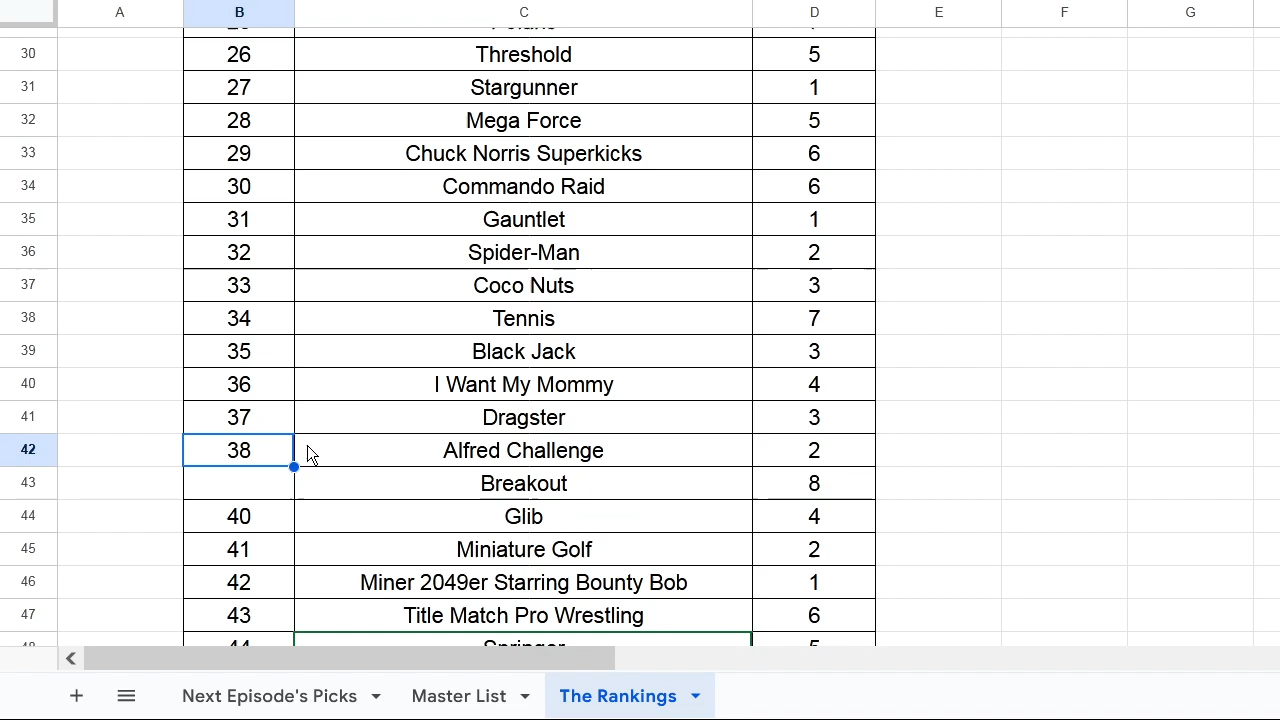 B C D E F G
30 26 Threshold 5
31 27 Stargunner 1
32 28 Mega Force 5
33 29 Chuck Norris Superkicks 6
34 30 Commando Raid 6
35 31 Gauntlet 1
36 32 Spider-Man 2
37 33 Coco Nuts 3
38 34 Tennis 7
39 35 Black Jack 3
40 36 I Want My Mommy 4
41 37 Dragster 3
42 38 Alfred Challenge 2
43 Breakout 8
44 40 Glib 4
45 41 Miniature Golf 2
46 42 Miner 2049er Starring Bounty Bob 1
47 43 Title Match Pro Wrestling 6
48 44 Springer 5
Next Episode's Picks Master List The Rankings